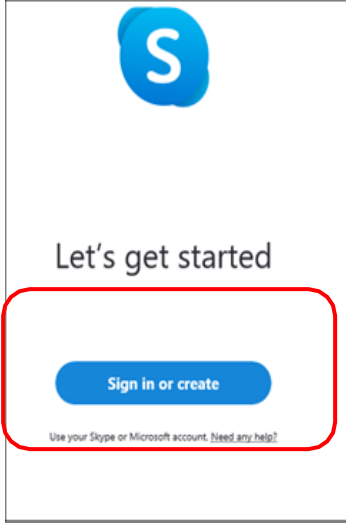 S
Let's get started
Sign in or create
Use your Skype or Microsoft account. Need any help?